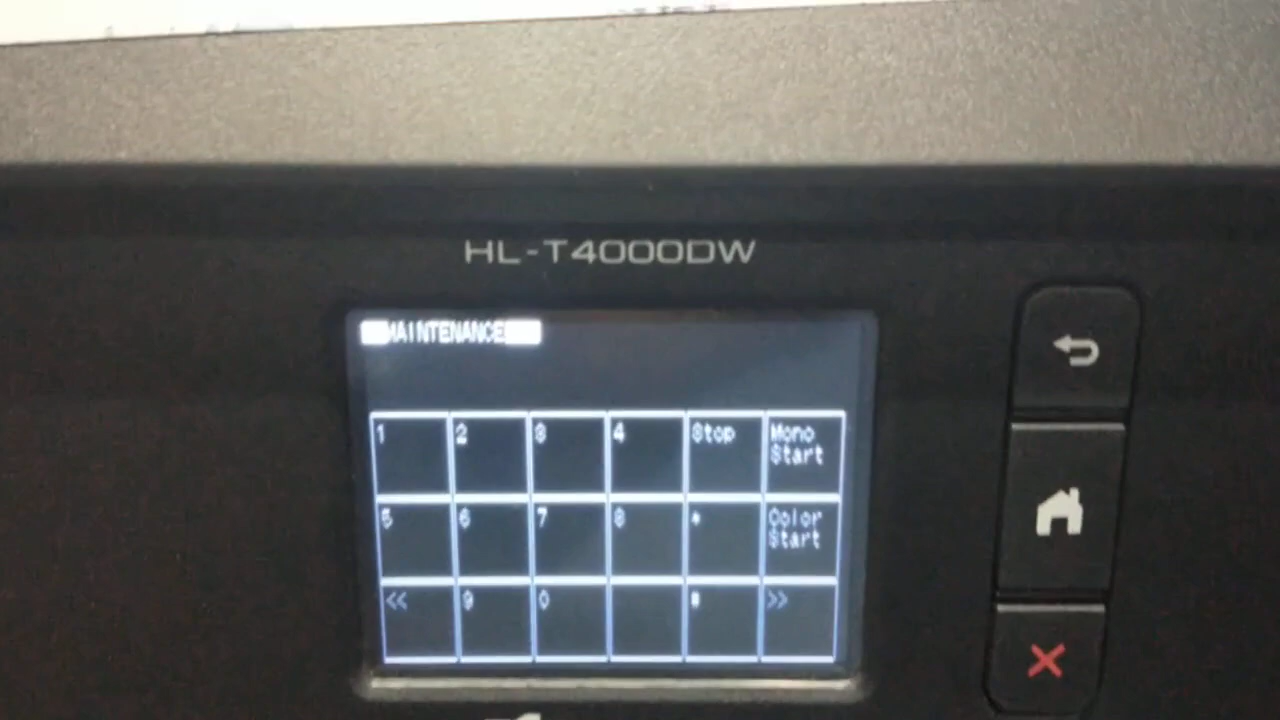 HL-T4000DW
MAINTENANCE
1 2 3 4 Stop Mono Start
5 6 7 8 * Color Start
<< 9 0 # >>